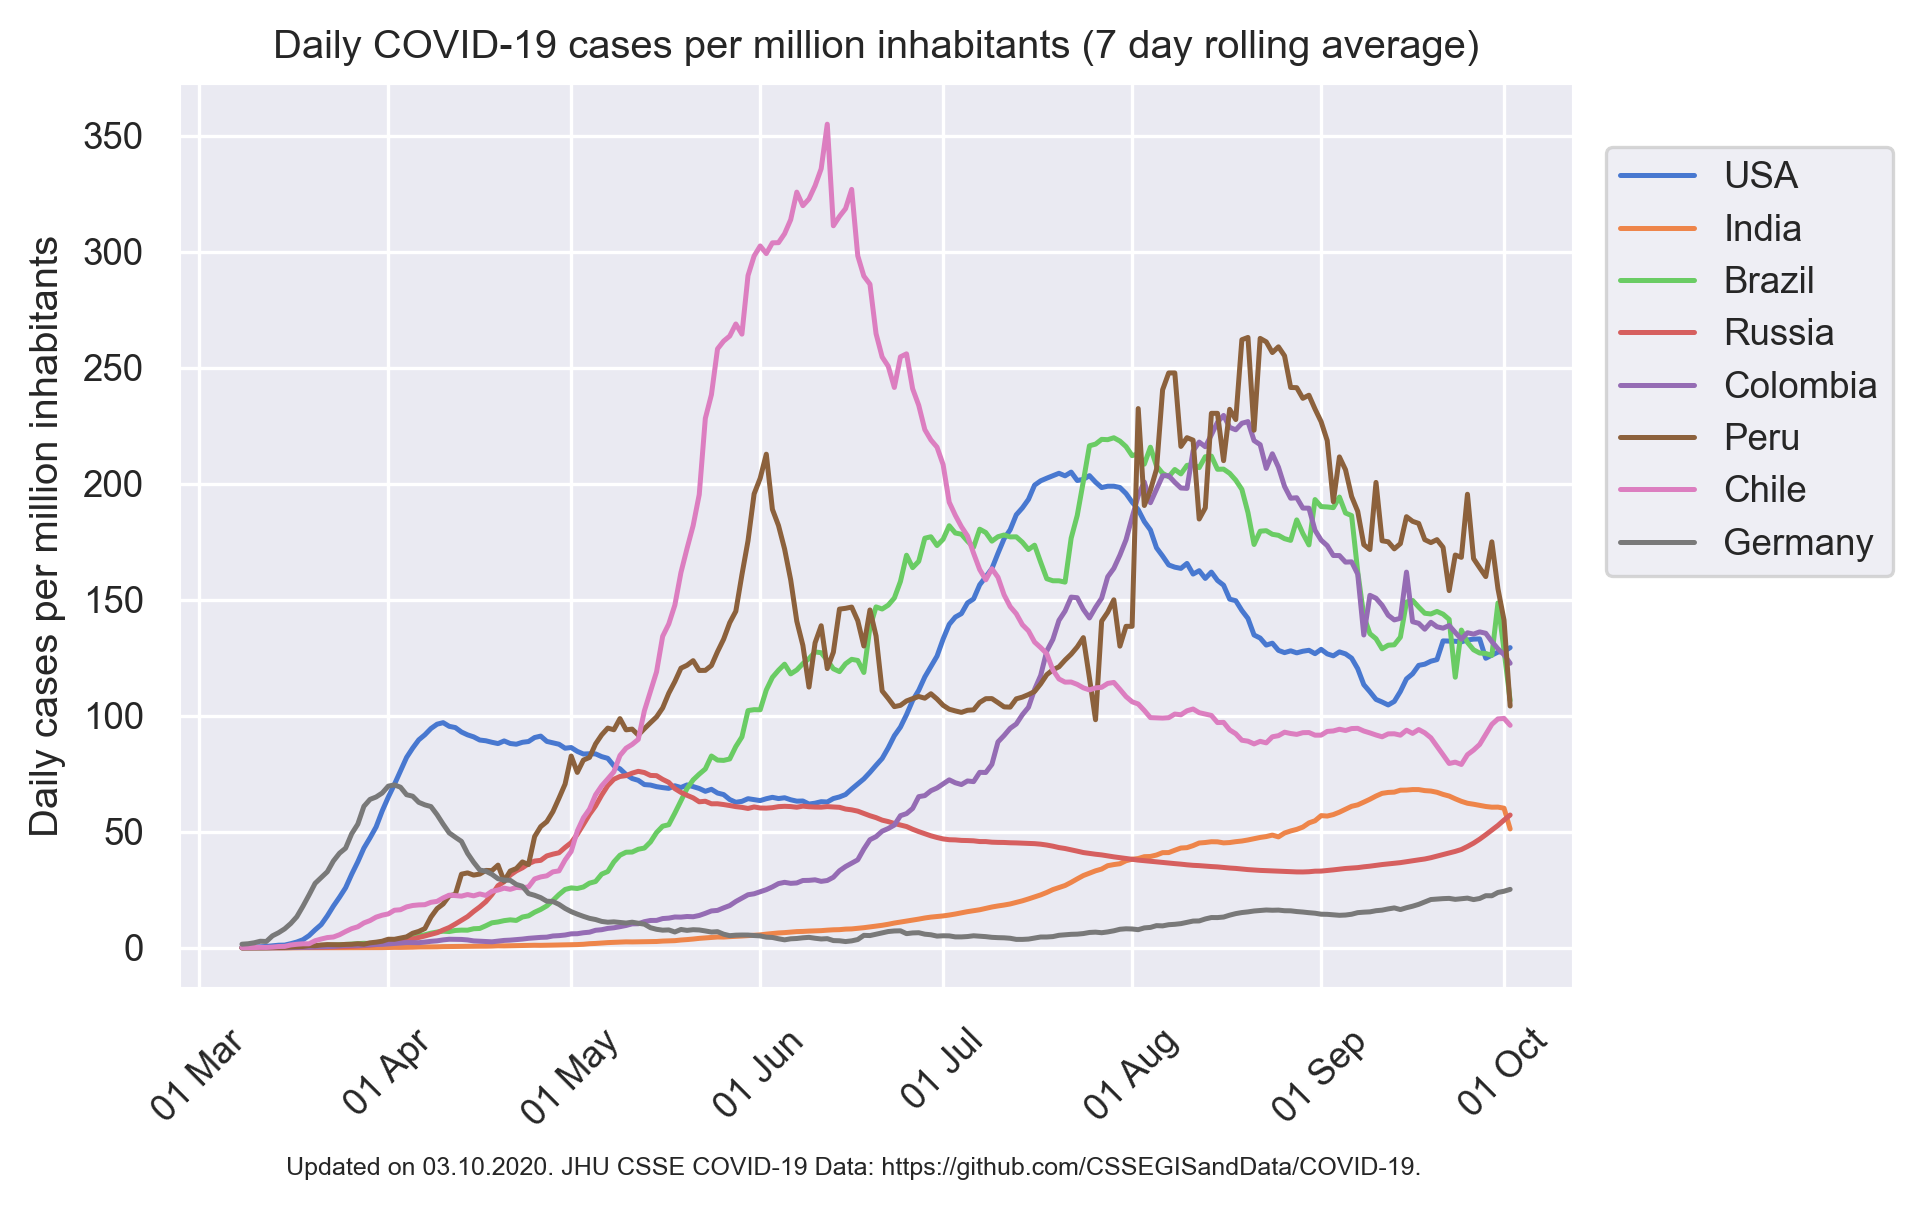 Daily COVID-19 cases per million inhabitants (7 day rolling average)
Daily cases per million inhabitants
350
300
250
200
150
100
50
0
01 Mar
01 Apr
01 May
01 Jun
01 Jul
01 Aug
01 Sep
01 Oct
USA
India
Brazil
Russia
Colombia
Peru
Chile
Germany
Updated on 03.10.2020. JHU CSSE COVID-19 Data: https://github.com/CSSEGISandData/COVID-19.